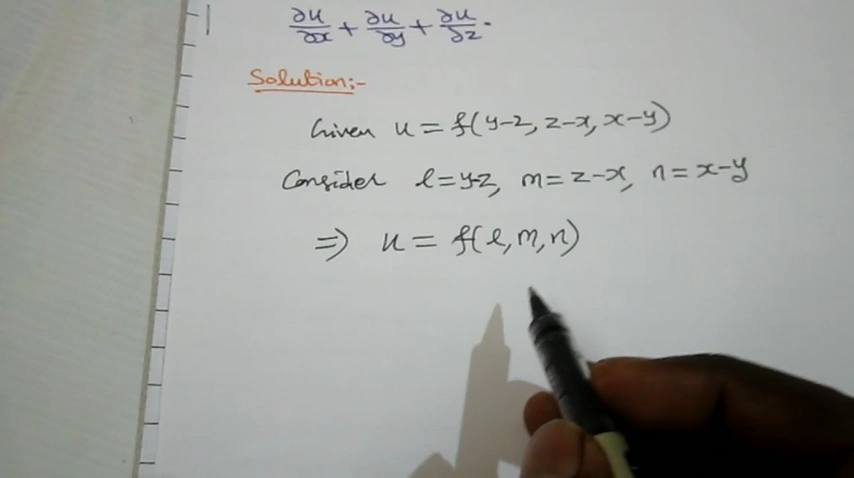 ∂u/∂x + ∂u/∂y + ∂u/∂z.
Solution:-
Given u = f(y-z, z-x, x-y)
Consider l = y-z, m = z-x, n = x-y
⇒ u = f(l, m, n)